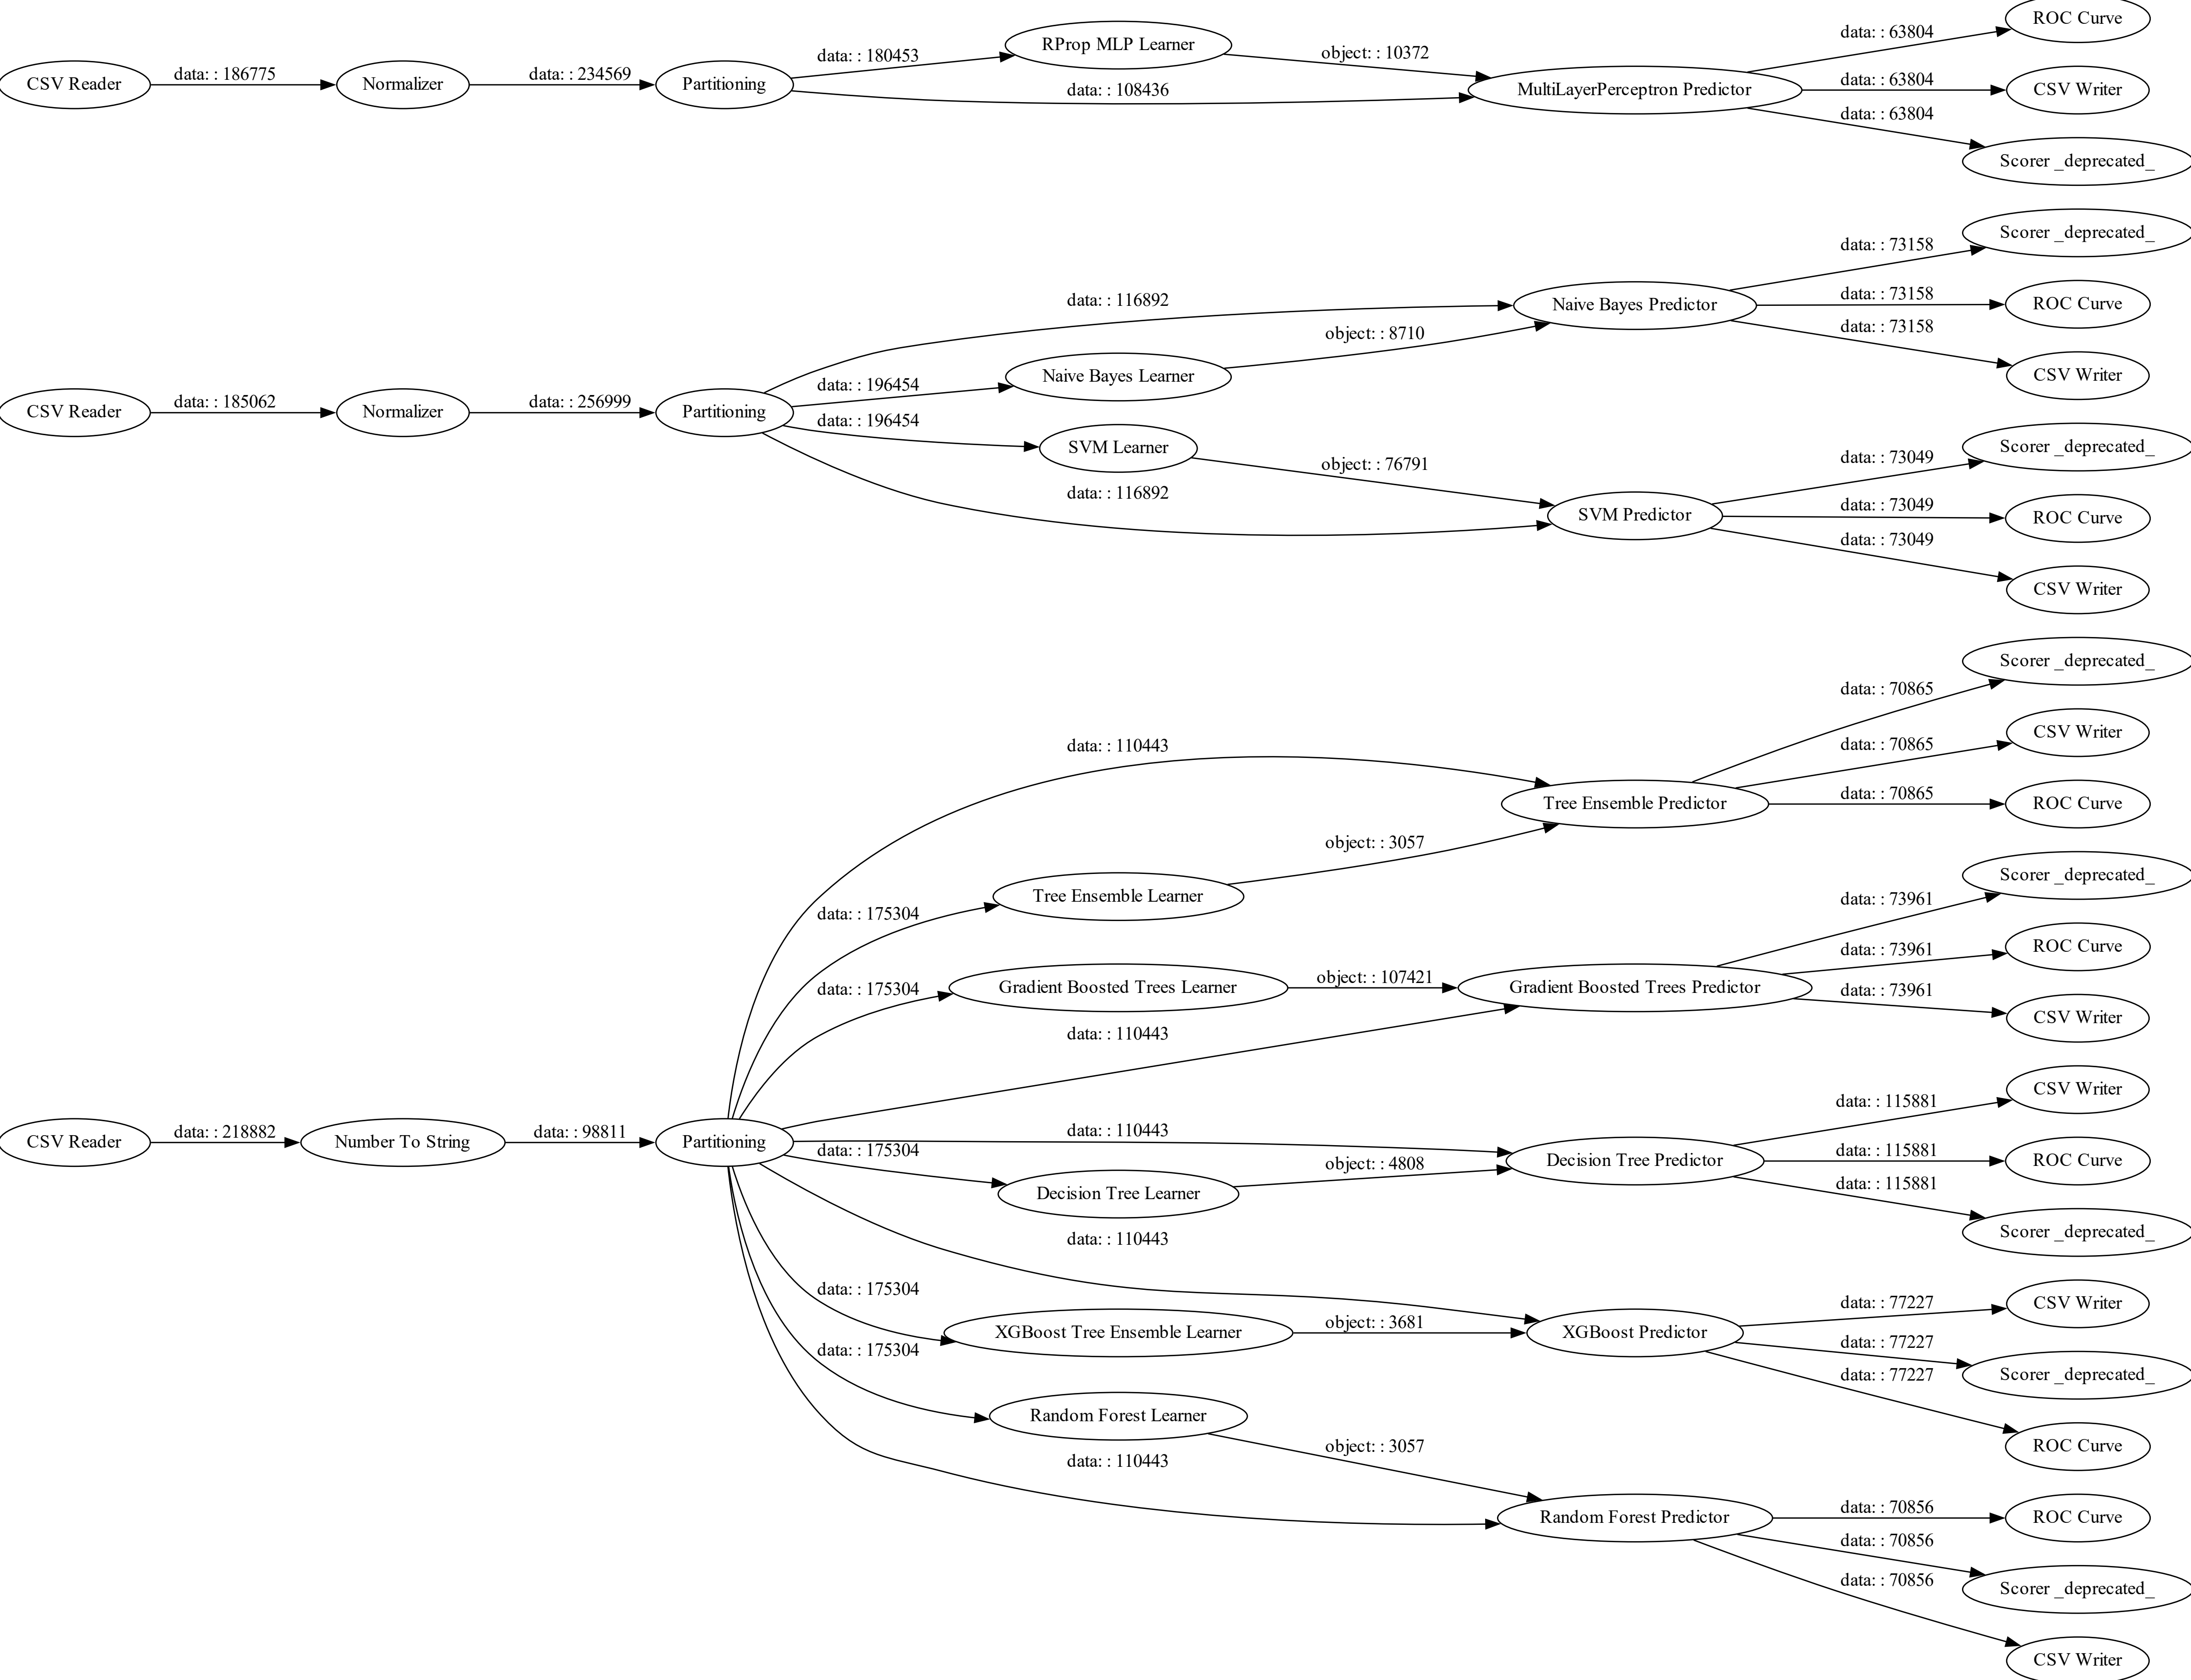 ROC Curve
data: : 63804
RProp MLP Learner
data: : 180453
object: : 10372
CSV Reader
data: : 186775
Normalizer
data: : 234569
Partitioning
data: : 108436
MultiLayerPerceptron Predictor
data: : 63804
CSV Writer
data: : 63804
Scorer _deprecated_
Scorer _deprecated_
data: : 73158
data: : 116892
Naive Bayes Predictor
data: : 73158
ROC Curve
object: : 8710
data: : 73158
Naive Bayes Learner
CSV Writer
data: : 196454
CSV Reader
data: : 185062
Normalizer
data: : 256999
Partitioning
data: : 196454
SVM Learner
Scorer _deprecated_
object: : 76791
data: : 73049
data: : 116892
data: : 73049
SVM Predictor
ROC Curve
data: : 73049
CSV Writer
Scorer _deprecated_
data: : 70865
data: : 110443
CSV Writer
data: : 70865
Tree Ensemble Predictor
data: : 70865
ROC Curve
object: : 3057
Scorer _deprecated_
Tree Ensemble Learner
data: : 73961
data: : 175304
ROC Curve
data: : 73961
data: : 175304
Gradient Boosted Trees Learner
object: : 107421
Gradient Boosted Trees Predictor
data: : 73961
CSV Writer
data: : 110443
CSV Writer
data: : 115881
CSV Reader
data: : 218882
Number To String
data: : 98811
Partitioning
data: : 110443
data: : 175304
object: : 4808
Decision Tree Predictor
data: : 115881
ROC Curve
data: : 115881
Decision Tree Learner
Scorer _deprecated_
data: : 110443
data: : 175304
data: : 77227
CSV Writer
XGBoost Tree Ensemble Learner
object: : 3681
XGBoost Predictor
data: : 77227
data: : 175304
data: : 77227
Scorer _deprecated_
Random Forest Learner
object: : 3057
ROC Curve
data: : 110443
Random Forest Predictor
data: : 70856
ROC Curve
data: : 70856
data: : 70856
Scorer _deprecated_
CSV Writer